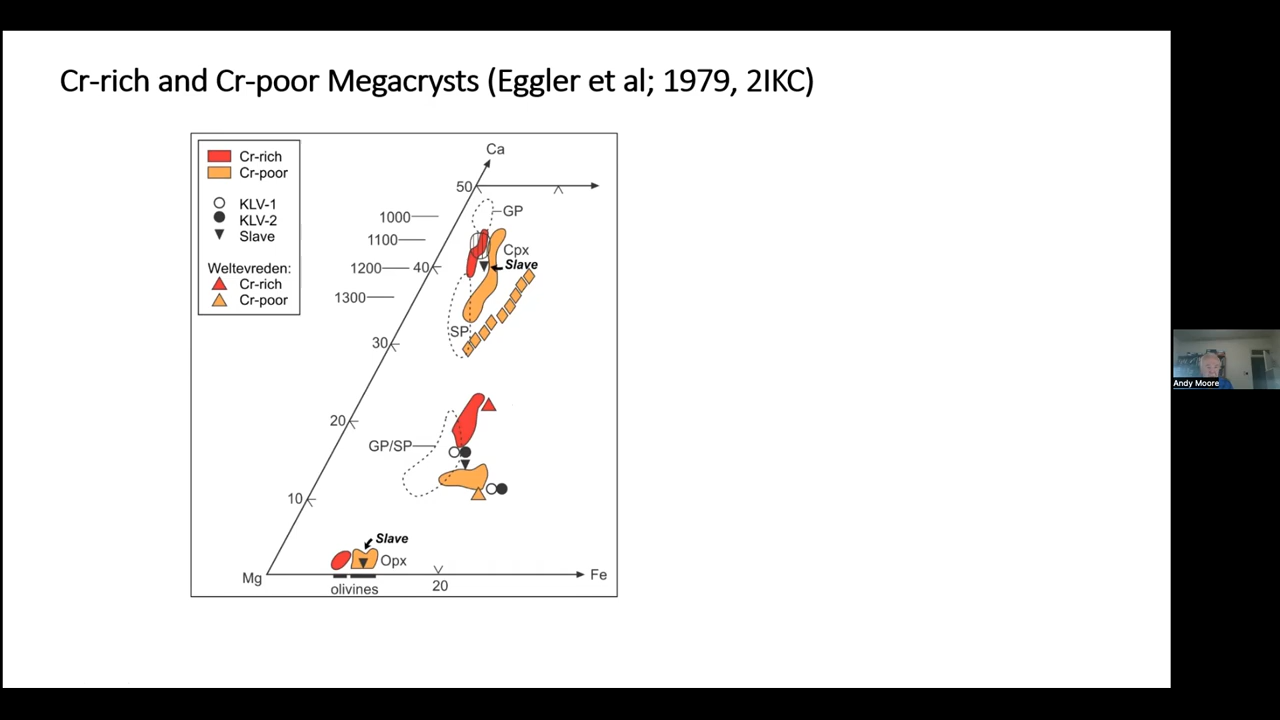 Cr-rich and Cr-poor Megacrysts (Eggler et al; 1979, 2IKC)
Cr-rich
Cr-poor
KLV-1
KLV-2
Slave
Weltevreden:
Cr-rich
Cr-poor
Ca
50
GP
1000
1100
Cpx
Slave
1200
40
1300
SP
30
20
GP/SP
10
Slave
Opx
Mg
Fe
olivines
20
Andy Moore